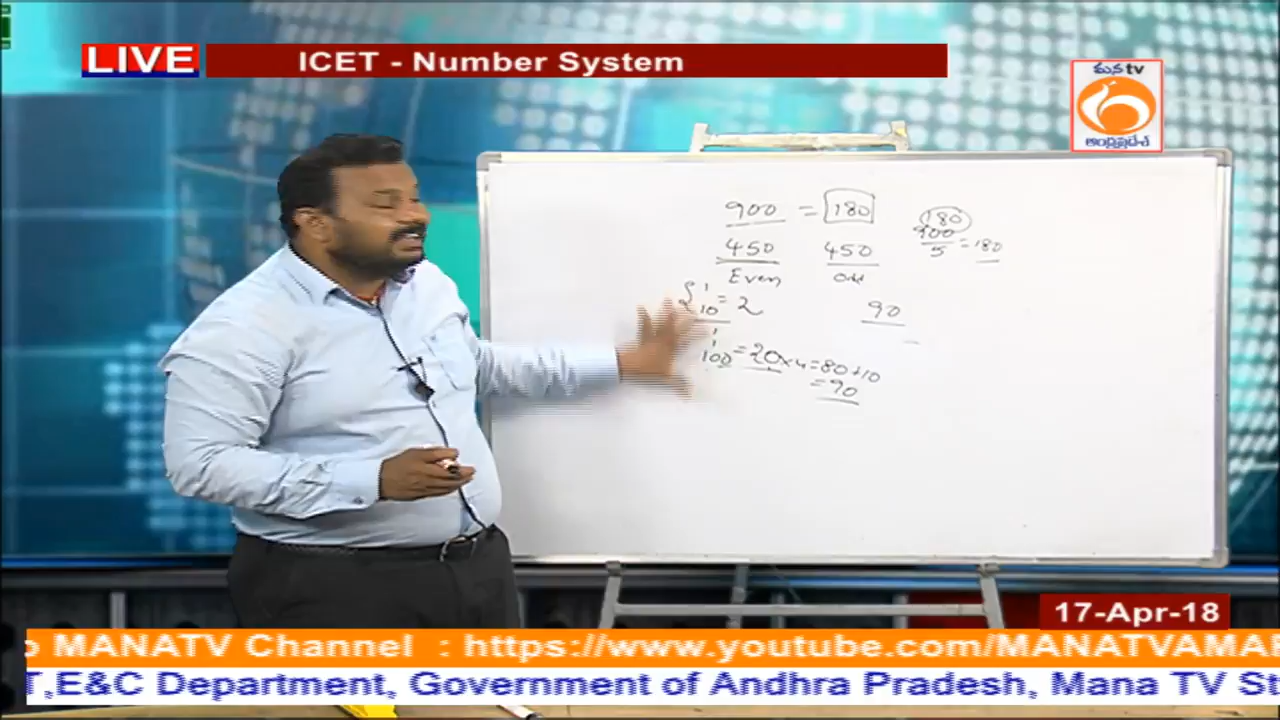 LIVE
ICET - Number System
మన tv
ఆంధ్రప్రదేశ్
900 = 180
450 450
Even Odd
180
900
5 = 180
1
10 = 2
90
1
100 = 20 x 4 = 80 + 10
= 90
17-Apr-18
o MANATV Channel : https://www.youtube.com/MANATVAMAR
T,E&C Department, Government of Andhra Pradesh, Mana TV St